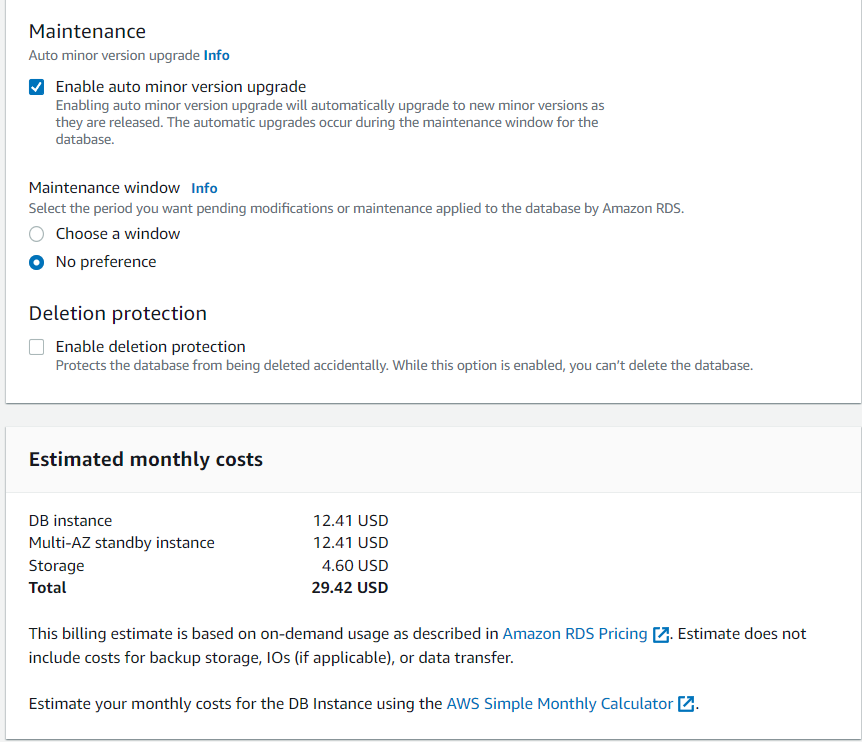 Maintenance
Auto minor version upgrade Info
Enable auto minor version upgrade
Enabling auto minor version upgrade will automatically upgrade to new minor versions as
they are released. The automatic upgrades occur during the maintenance window for the
database.
Maintenance window Info
Select the period you want pending modifications or maintenance applied to the database by Amazon RDS.
Choose a window
No preference
Deletion protection
Enable deletion protection
Protects the database from being deleted accidentally. While this option is enabled, you can’t delete the database.
Estimated monthly costs
DB instance 12.41 USD
Multi-AZ standby instance 12.41 USD
Storage 4.60 USD
Total 29.42 USD
This billing estimate is based on on-demand usage as described in Amazon RDS Pricing. Estimate does not
include costs for backup storage, IOs (if applicable), or data transfer.
Estimate your monthly costs for the DB Instance using the AWS Simple Monthly Calculator.